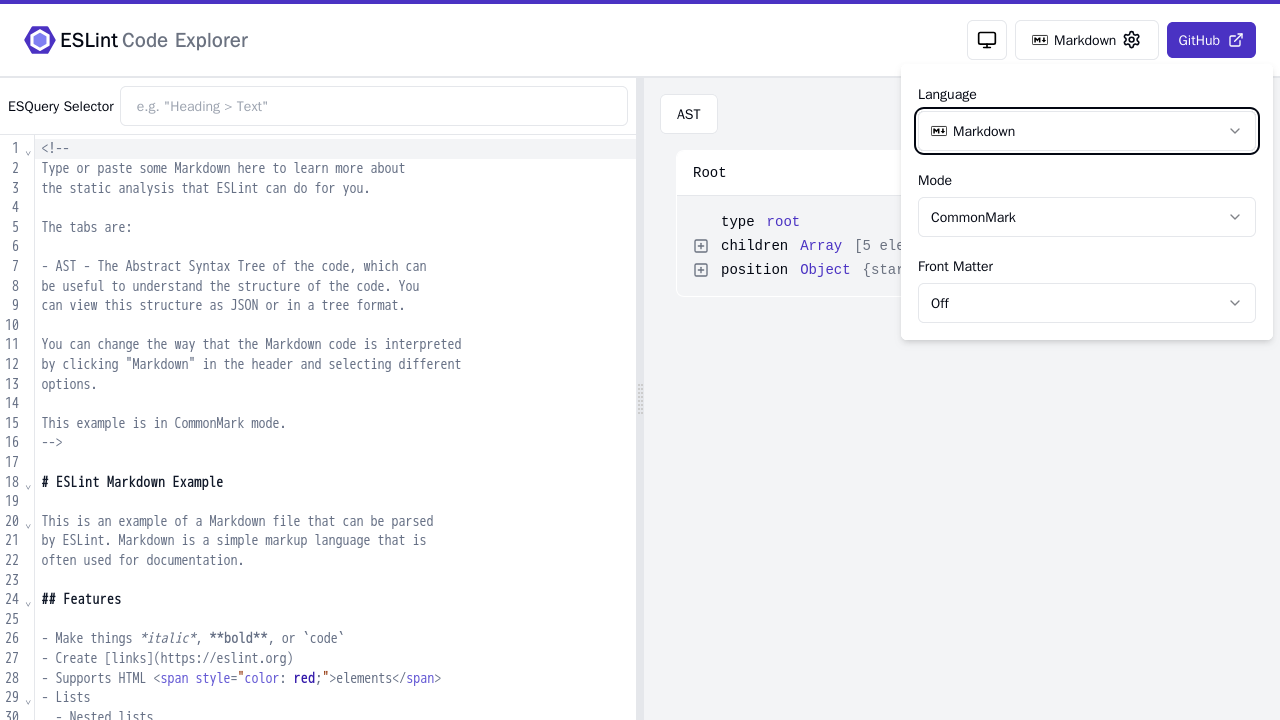 ESLint Code Explorer
Markdown
GitHub
ESQuery Selector
e.g. "Heading > Text"
1 <!--
2 Type or paste some Markdown here to learn more about
3 the static analysis that ESLint can do for you.
4
5 The tabs are:
6
7 - AST - The Abstract Syntax Tree of the code, which can
8 be useful to understand the structure of the code. You
9 can view this structure as JSON or in a tree format.
10
11 You can change the way that the Markdown code is interpreted
12 by clicking "Markdown" in the header and selecting different
13 options.
14
15 This example is in CommonMark mode.
16 -->
17
18 # ESLint Markdown Example
19
20 This is an example of a Markdown file that can be parsed
21 by ESLint. Markdown is a simple markup language that is
22 often used for documentation.
23
24 ## Features
25
26 - Make things *italic*, **bold**, or `code`
27 - Create [links](https://eslint.org)
28 - Supports HTML <span style="color: red;">elements</span>
29 - Lists
30 - Nested lists
AST
Root
type root
children Array [5 ele
position Object {star
Language
Markdown
Mode
CommonMark
Front Matter
Off